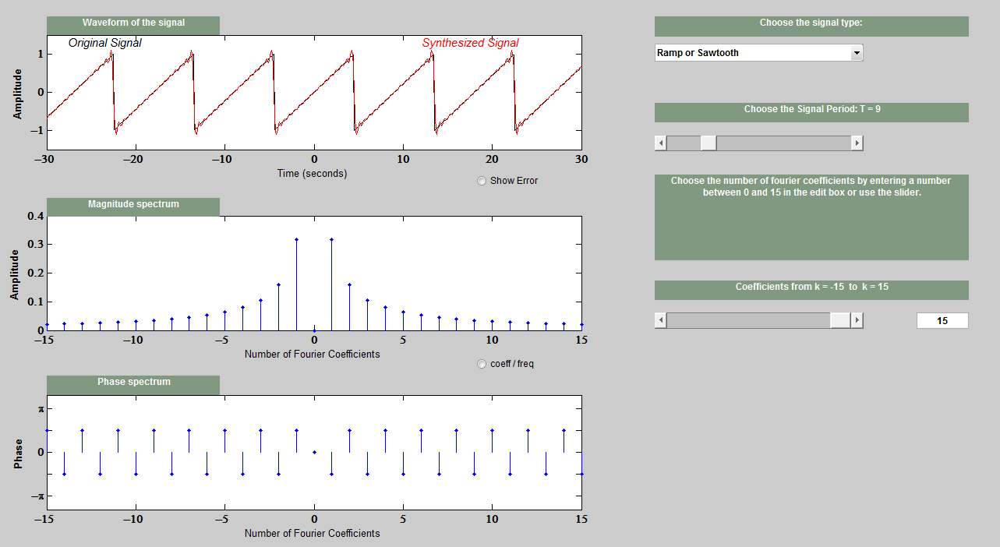 Waveform of the signal
Original Signal
Synthesized Signal
Amplitude
1
0
−1
−30
−20
−10
0
10
20
30
Time (seconds)
Show Error
Magnitude spectrum
Amplitude
0.4
0.3
0.2
0.1
0
−15
−10
−5
0
5
10
15
Number of Fourier Coefficients
coeff / freq
Phase spectrum
Phase
π
0
−π
−15
−10
−5
0
5
10
15
Number of Fourier Coefficients
Choose the signal type:
Ramp or Sawtooth
Choose the Signal Period: T = 9
Choose the number of fourier coefficients by entering a number
between 0 and 15 in the edit box or use the slider.
Coefficients from k = -15 to k = 15
15